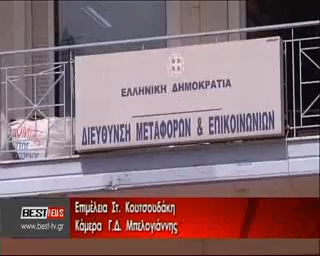 ΕΛΛΗΝΙΚΗ ΔΗΜΟΚΡΑΤΙΑ
ΔΙΕΥΘΥΝΣΗ ΜΕΤΑΦΟΡΩΝ & ΕΠΙΚΟΙΝΩΝΙΩΝ
Επιμέλεια Στ. Κουτσουδάκη
BEST NEWS
Κάμερα Γ.Δ. Μπελογιάννης
www.best-tv.gr